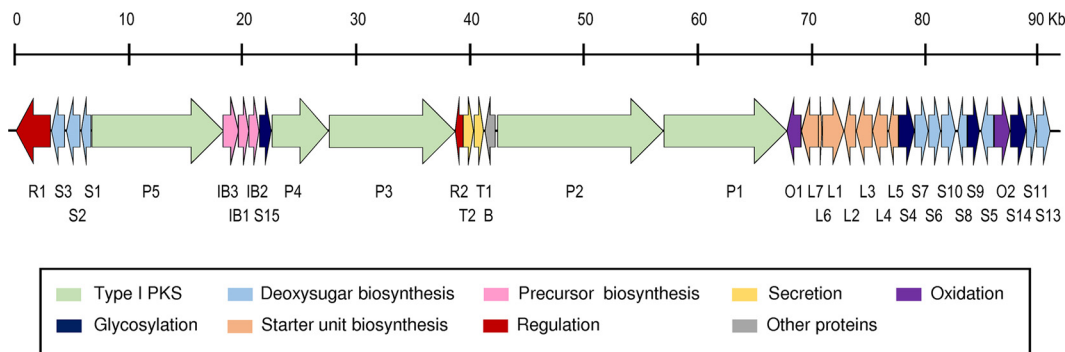 0 10 20 30 40 50 60 70 80 90 Kb
R1 S3 S1 P5 IB3 IB2 P4 P3 R2 T1 P2 P1 O1 L7 L1 L3 L5 S7 S10 S9 O2 S11
S2 IB1 S15 T2 B L6 L2 L4 S4 S6 S8 S5 S14 S13
Type I PKS Deoxysugar biosynthesis Precursor biosynthesis Secretion Oxidation
Glycosylation Starter unit biosynthesis Regulation Other proteins